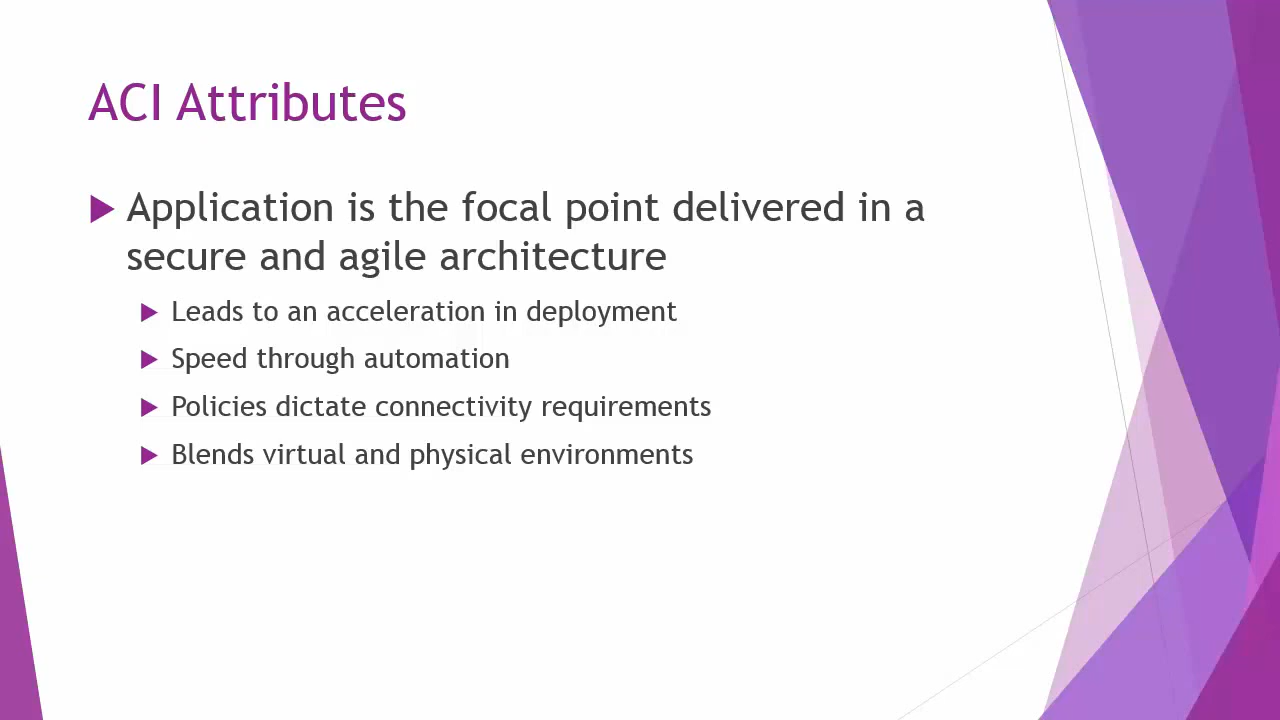 ACI Attributes
Application is the focal point delivered in a
secure and agile architecture
Leads to an acceleration in deployment
Speed through automation
Policies dictate connectivity requirements
Blends virtual and physical environments